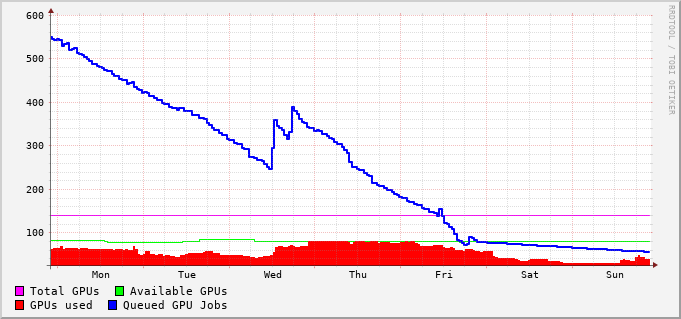 600
500
400
300
200
100
Mon Tue Wed Thu Fri Sat Sun
Total GPUs Available GPUs
GPUs used Queued GPU Jobs
RRDTOOL / TOBI OETIKER